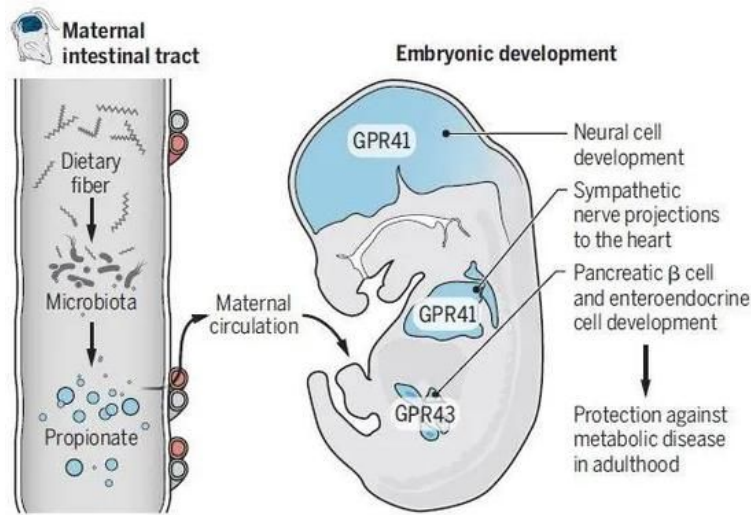 Maternal
intestinal tract
Dietary
fiber
Microbiota
Propionate
Maternal
circulation
Embryonic development
GPR41
GPR41
GPR43
Neural cell
development
Sympathetic
nerve projections
to the heart
Pancreatic β cell
and enteroendocrine
cell development
Protection against
metabolic disease
in adulthood